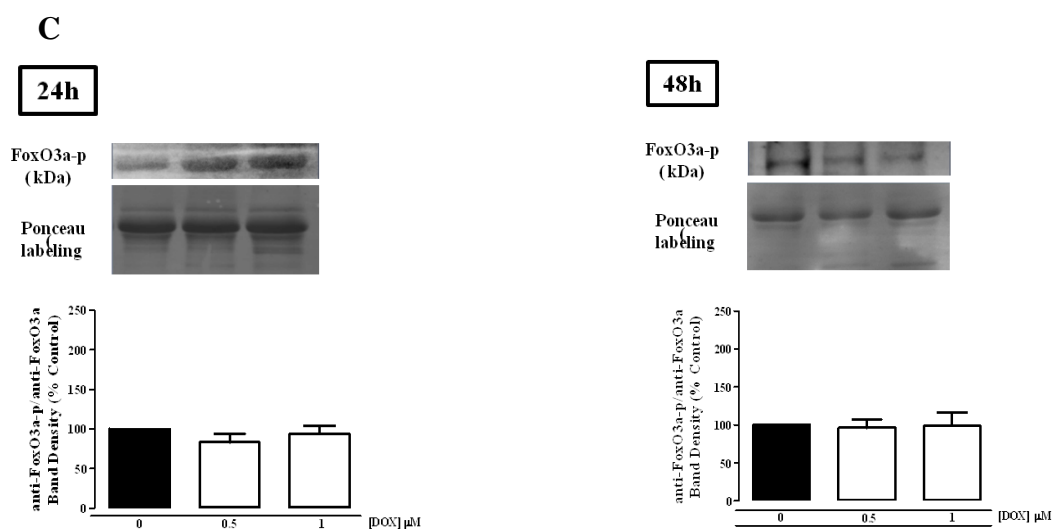 C
24h
FoxO3a-p
(kDa)
Ponceau
(
labeling
anti-FoxO3a-p/anti-FoxO3a
Band Density (% Control)
250
200
150
100
50
0
0
0.5
1
[DOX] µM
48h
FoxO3a-p
(kDa)
Ponceau
(
labeling
anti-FoxO3a-p/anti-FoxO3a
Band Density (% Control)
250
200
150
100
50
0
0
0.5
1
[DOX] µM